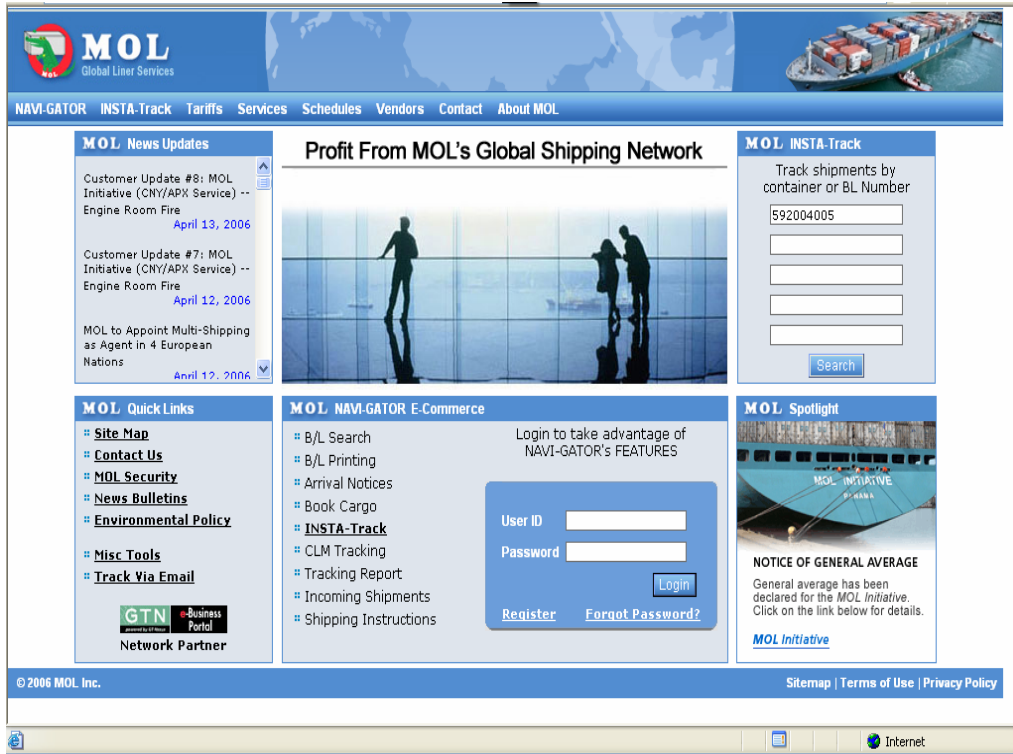 MOL
Global Liner Services
MOL
NAVI-GATOR INSTA-Track Tariffs Services Schedules Vendors Contact About MOL
MOL News Updates
Customer Update #8: MOL
Initiative (CNY/APX Service) --
Engine Room Fire
April 13, 2006
Customer Update #7: MOL
Initiative (CNY/APX Service) --
Engine Room Fire
April 12, 2006
MOL to Appoint Multi-Shipping
as Agent in 4 European
Nations
April 12, 2006
Profit From MOL's Global Shipping Network
MOL INSTA-Track
Track shipments by
container or BL Number
592004005
Search
MOL Quick Links
Site Map
Contact Us
MOL Security
News Bulletins
Environmental Policy
Misc Tools
Track Via Email
GTN
e-Business
Portal
Network Partner
MOL NAVI-GATOR E-Commerce
B/L Search
B/L Printing
Arrival Notices
Book Cargo
INSTA-Track
CLM Tracking
Tracking Report
Incoming Shipments
Shipping Instructions
Login to take advantage of
NAVI-GATOR's FEATURES
User ID
Password
Login
Register Forgot Password?
MOL Spotlight
MOL INITIATIVE
PANAMA
NOTICE OF GENERAL AVERAGE
General average has been
declared for the MOL Initiative.
Click on the link below for details.
MOL Initiative
© 2006 MOL Inc.
Sitemap | Terms of Use | Privacy Policy
Internet